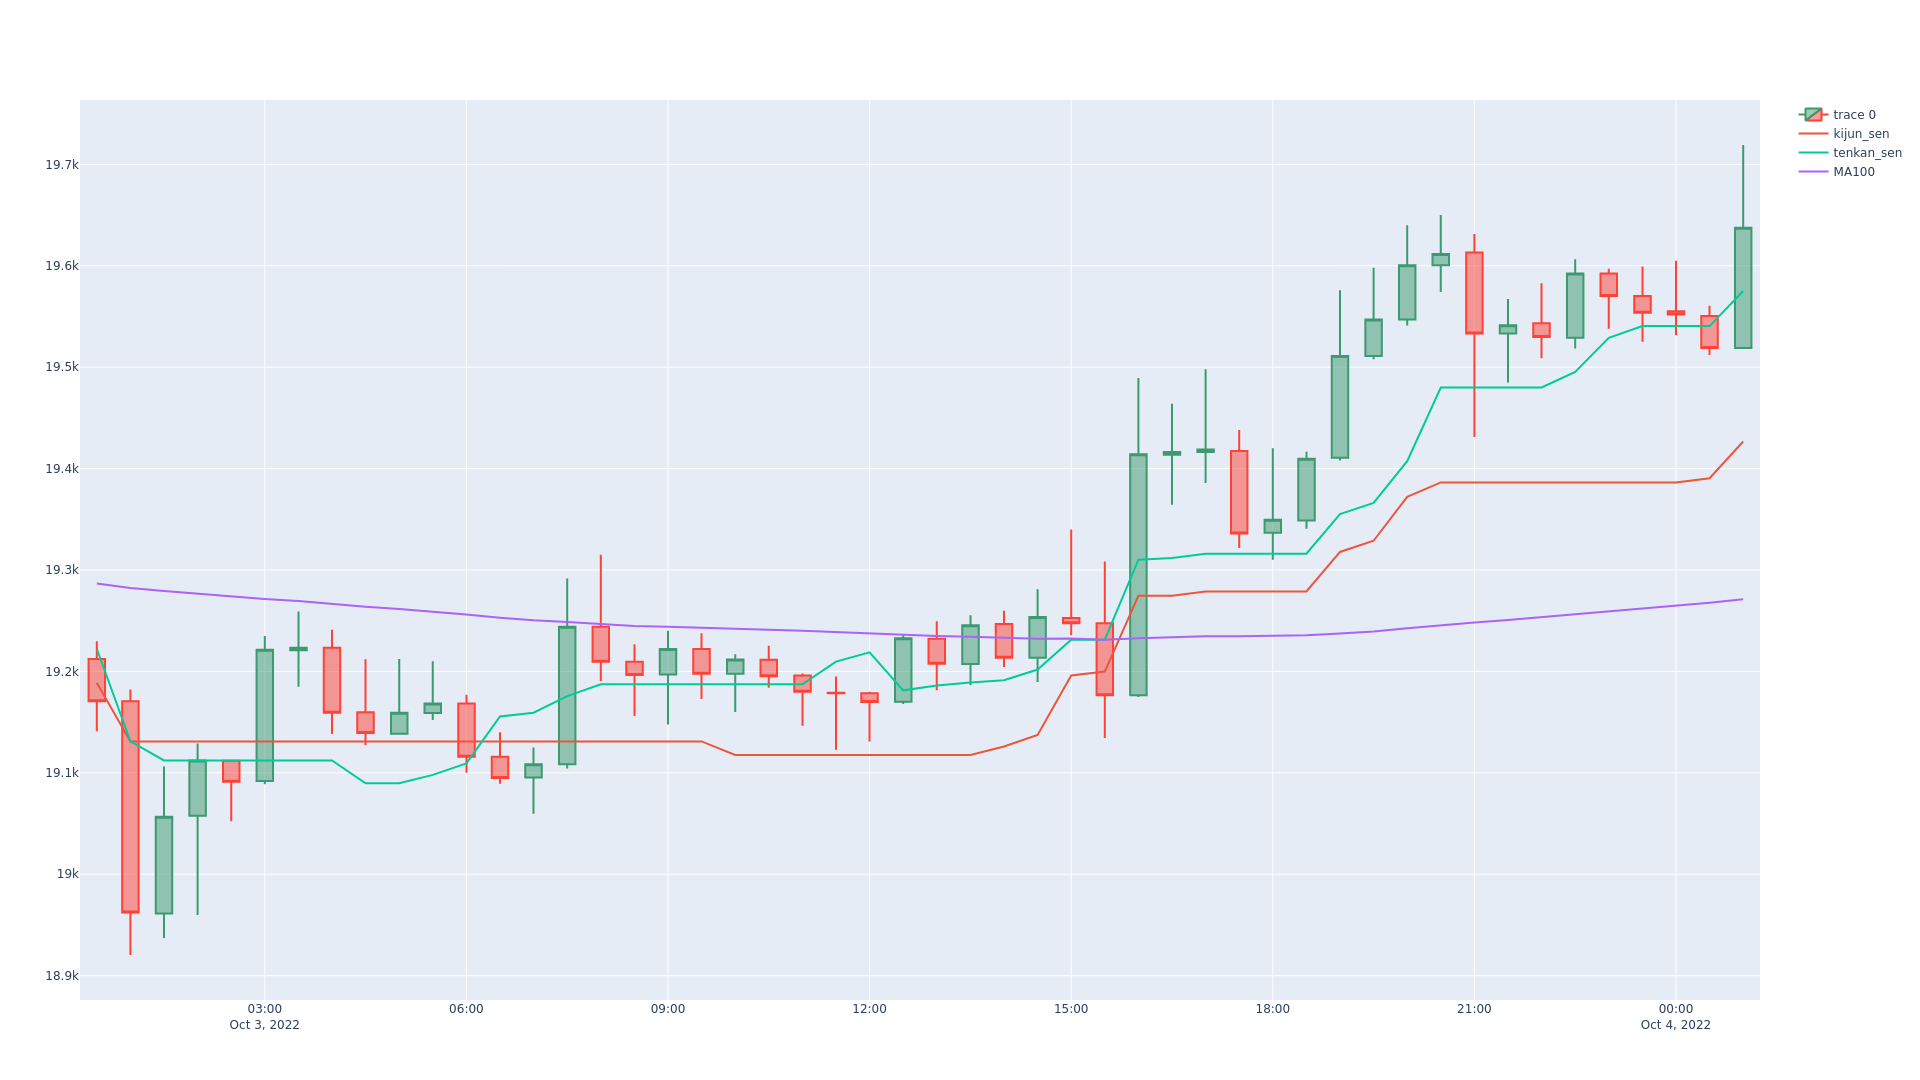 trace 0
kijun_sen
tenkan_sen
MA100
19.7k
19.6k
19.5k
19.4k
19.3k
19.2k
19.1k
19k
18.9k
03:00 06:00 09:00 12:00 15:00 18:00 21:00 00:00
Oct 3, 2022 Oct 4, 2022